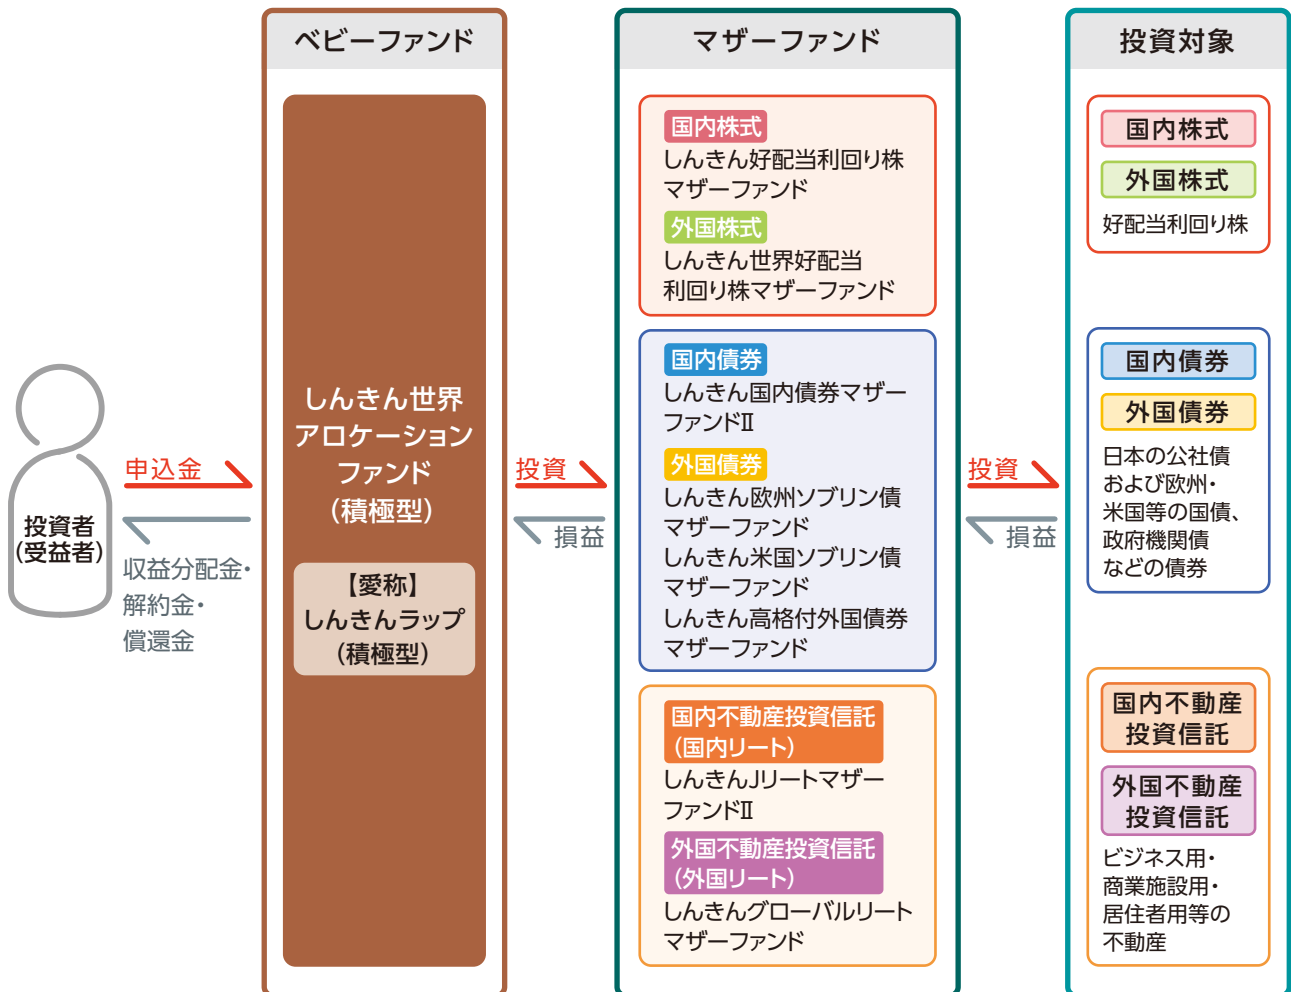 ベビーファンド
マザーファンド
投資対象
投資者
(受益者)
申込金
収益分配金・
解約金・
償還金
しんきん世界
アロケーション
ファンド
(積極型)
【愛称】
しんきんラップ
(積極型)
投資
損益
国内株式
しんきん好配当利回り株
マザーファンド
外国株式
しんきん世界好配当
利回り株マザーファンド
国内債券
しんきん国内債券マザー
ファンドⅡ
外国債券
しんきん欧州ソブリン債
マザーファンド
しんきん米国ソブリン債
マザーファンド
しんきん高格付外国債券
マザーファンド
国内不動産投資信託
(国内リート)
しんきんJリートマザー
ファンドⅡ
外国不動産投資信託
(外国リート)
しんきんグローバルリート
マザーファンド
投資
損益
国内株式
外国株式
好配当利回り株
国内債券
外国債券
日本の公社債
および欧州・
米国等の国債、
政府機関債
などの債券
国内不動産
投資信託
外国不動産
投資信託
ビジネス用・
商業施設用・
居住者用等の
不動産